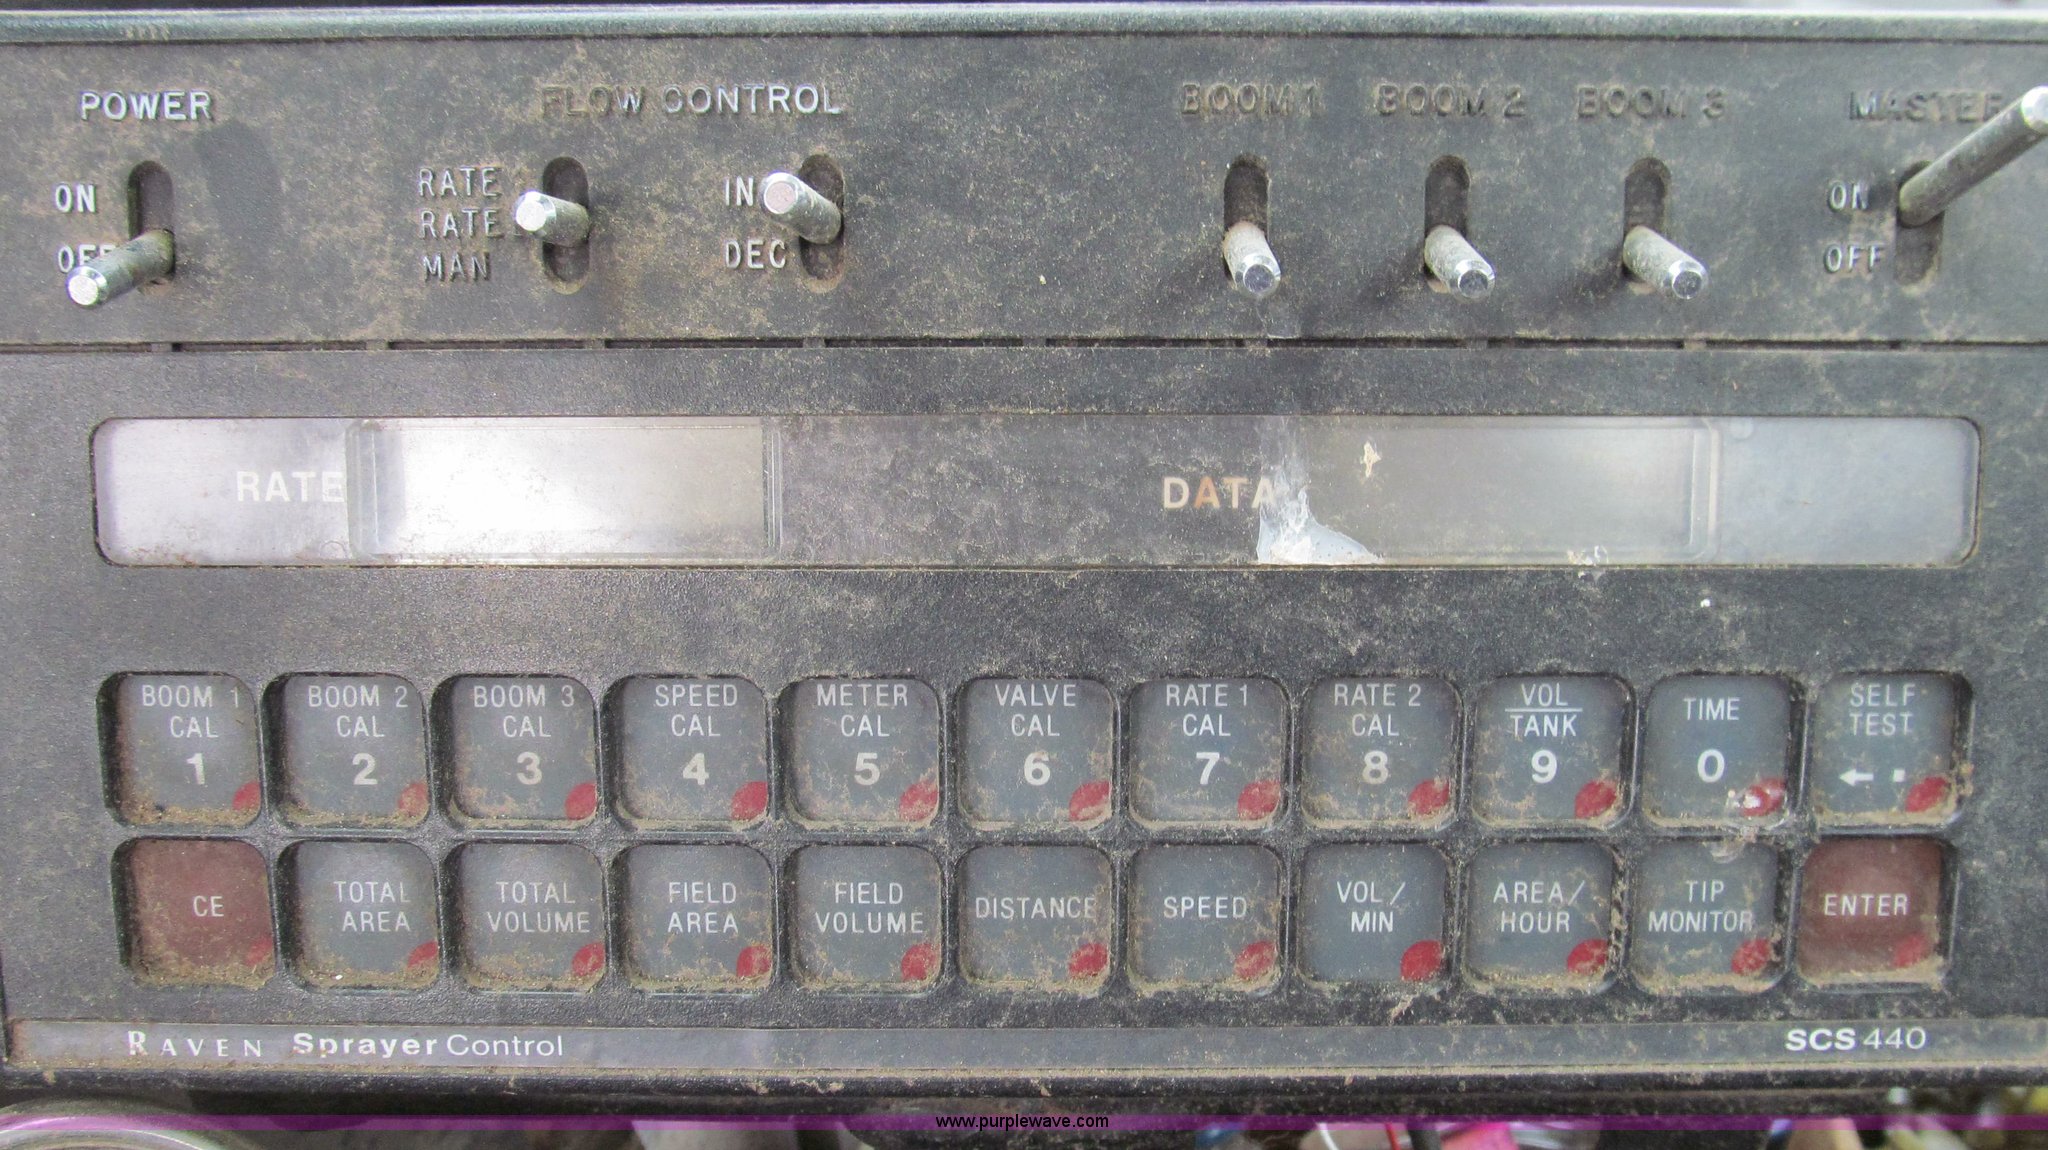 POWER
FLOW CONTROL
BOOM 1
BOOM 2
BOOM 3
MASTER
ON
OFF
RATE
RATE
MAN
IN
DEC
ON
OFF
RATE
DATA
BOOM 1
CAL
1
BOOM 2
CAL
2
BOOM 3
CAL
3
SPEED
CAL
4
METER
CAL
5
VALVE
CAL
6
RATE 1
CAL
7
RATE 2
CAL
8
VOL
TANK
9
TIME
0
SELF
TEST
← ·
CE
TOTAL
AREA
TOTAL
VOLUME
FIELD
AREA
FIELD
VOLUME
DISTANCE
SPEED
VOL/
MIN
AREA/
HOUR
TIP
MONITOR
ENTER
RAVEN Sprayer Control
SCS 440
www.purplewave.com